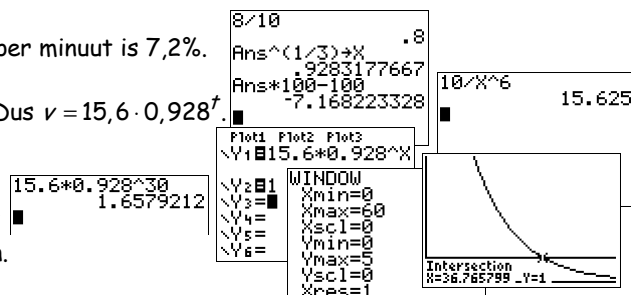 per minuut is 7,2%.
Dus v = 15,6 · 0,928^t.
8/10
.8
Ans^(1/3)→X
.9283177667
Ans*100-100
-7.168223328
10/X^6
15.625
Plot1 Plot2 Plot3
\Y1=15.6*0.928^X
\Y2=1
\Y3=
\Y4=
\Y5=
\Y6=
15.6*0.928^30
1.6579212
WINDOW
Xmin=0
Xmax=60
Xscl=0
Ymin=0
Ymax=5
Yscl=0
Xres=1
Intersection
X=36.765799 Y=1